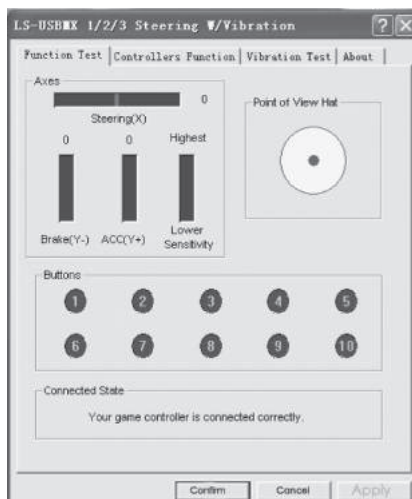 LS-USBMX 1/2/3 Steering W/Vibration
Function Test Controllers Function Vibration Test About
Axes
0
Steering(X)
Point of View Hat
0 0 Highest
Brake(Y-) ACC(Y+) Lower Sensitivity
Buttons
1 2 3 4 5
6 7 8 9 10
Connected State
Your game controller is connected correctly.
Confirm Cancel Apply